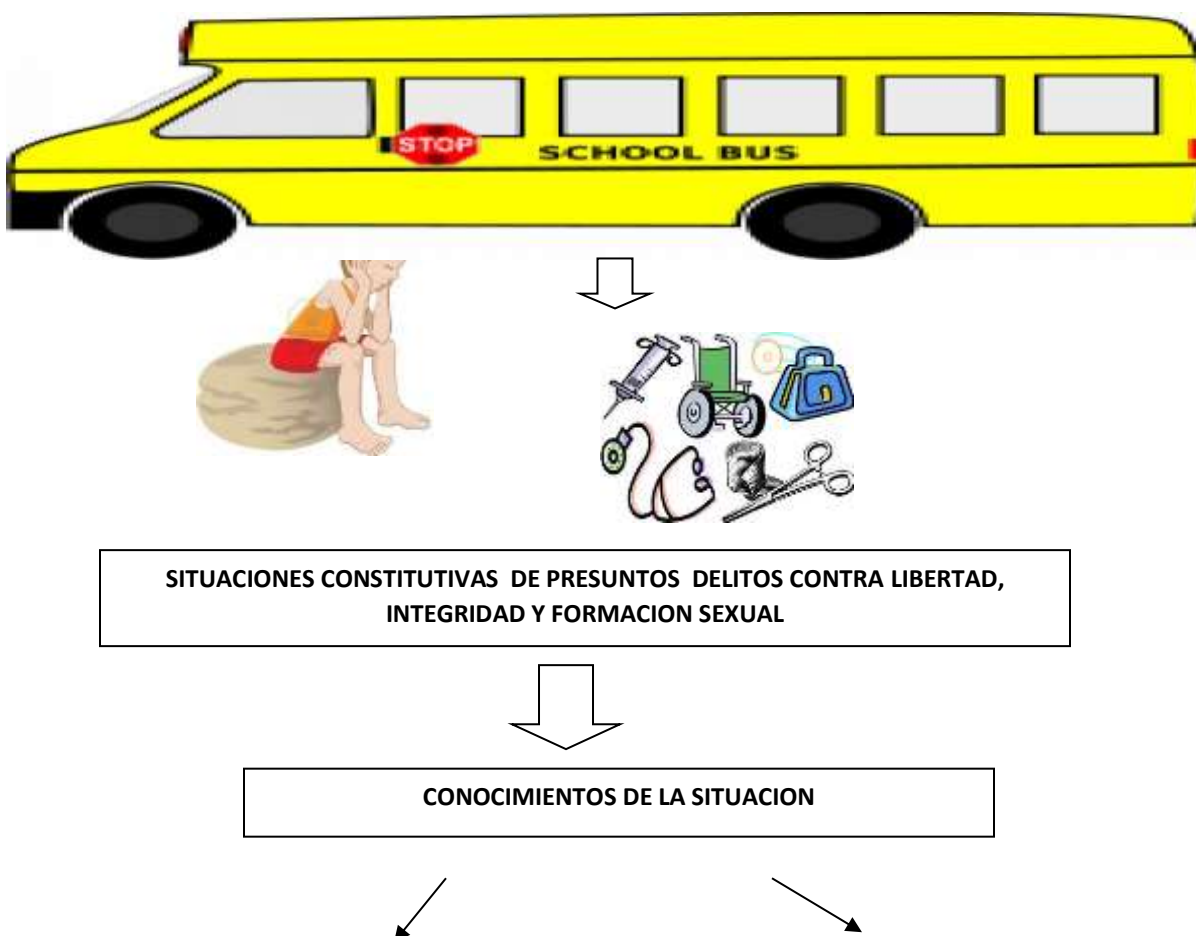 STOP
SCHOOL BUS
SITUACIONES CONSTITUTIVAS DE PRESUNTOS DELITOS CONTRA LIBERTAD,
INTEGRIDAD Y FORMACION SEXUAL
CONOCIMIENTOS DE LA SITUACION